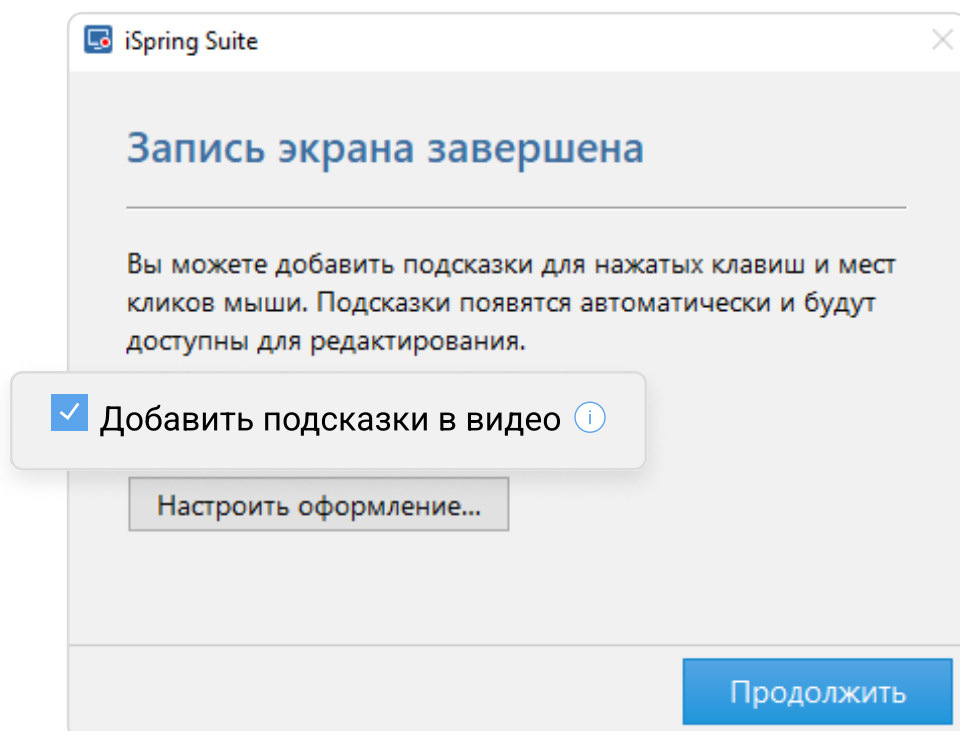 iSpring Suite
Запись экрана завершена
Вы можете добавить подсказки для нажатых клавиш и мест
кликов мыши. Подсказки появятся автоматически и будут
доступны для редактирования.
Добавить подсказки в видео
Настроить оформление...
Продолжить